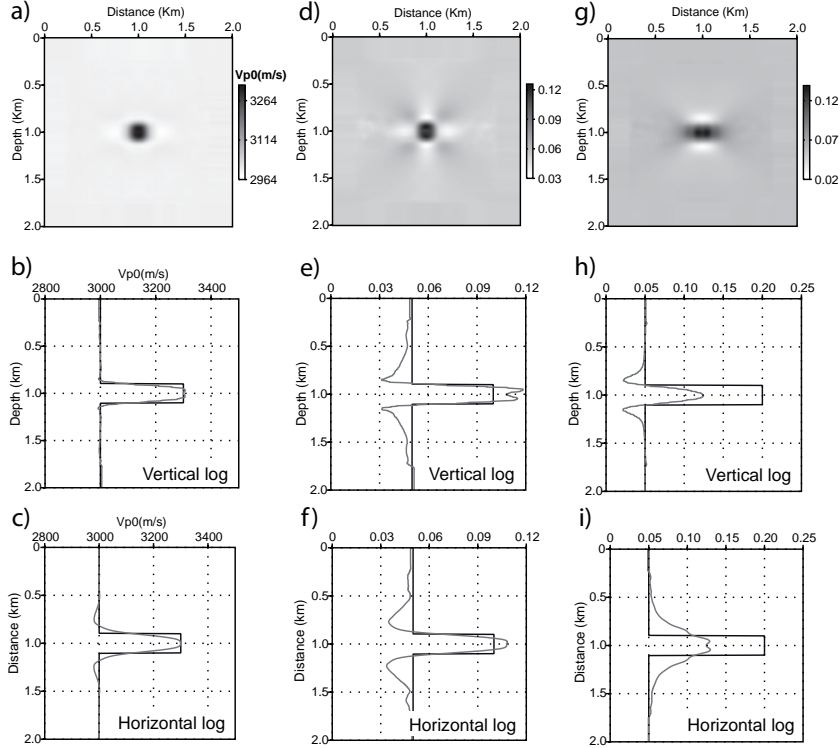 a)
Distance (Km)
0 0.5 1.0 1.5 2.0
0
0.5
1.0
1.5
2.0
Depth (Km)
Vp0(m/s)
3264
3114
2964
d)
Distance (Km)
0 0.5 1.0 1.5 2.0
0
0.5
1.0
1.5
2.0
Depth (Km)
0.12
0.09
0.06
0.03
g)
Distance (Km)
0 0.5 1.0 1.5 2.0
0
0.5
1.0
1.5
2.0
Depth (Km)
0.12
0.07
0.02
b)
Vp0(m/s)
2800 3000 3200 3400
0
0.5
1.0
1.5
2.0
Depth (km)
Vertical log
e)
0 0.03 0.06 0.09 0.12
0
0.5
1.0
1.5
2.0
Depth (km)
Vertical log
h)
0 0.05 0.10 0.15 0.20 0.25
0
0.5
1.0
1.5
2.0
Depth (km)
Vertical log
c)
Vp0(m/s)
2800 3000 3200 3400
0
0.5
1.0
1.5
2.0
Distance (km)
Horizontal log
f)
0 0.03 0.06 0.09 0.12
0
0.5
1.0
1.5
2.0
Distance (km)
Horizontal log
i)
0 0.05 0.10 0.15 0.20 0.25
0
0.5
1.0
1.5
2.0
Distance (km)
Horizontal log